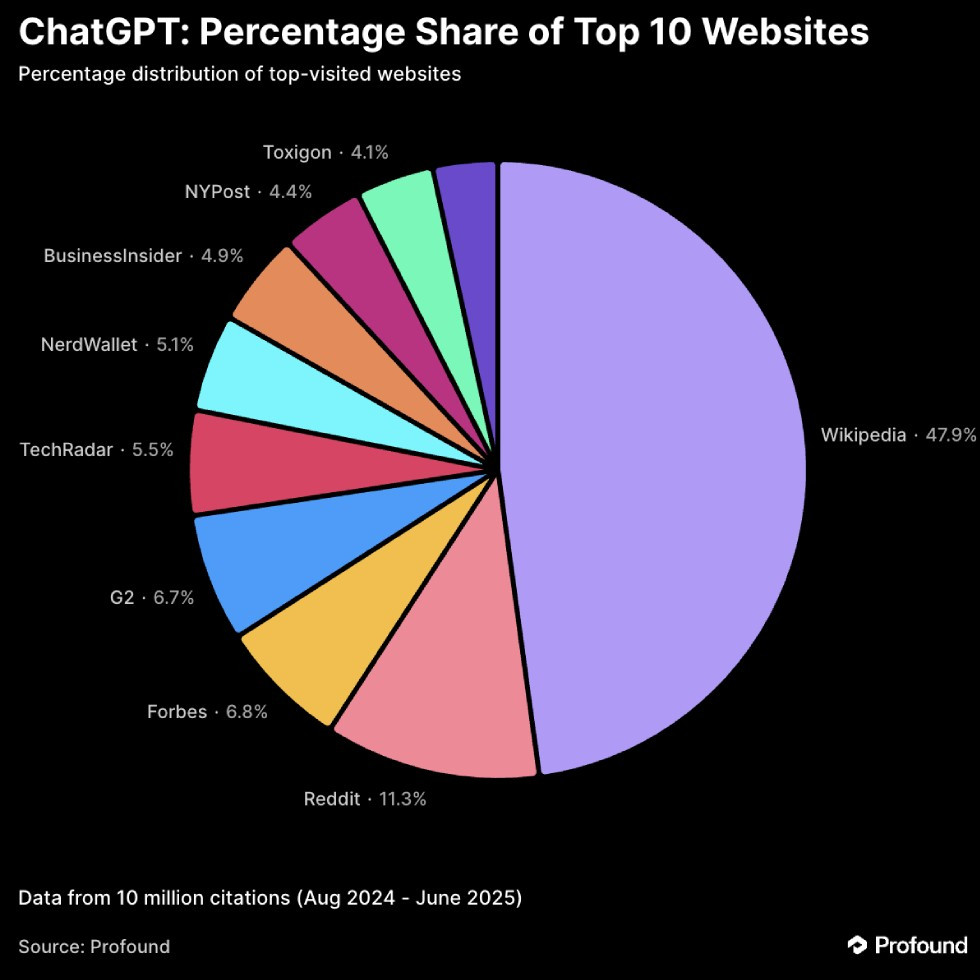 ChatGPT: Percentage Share of Top 10 Websites
Percentage distribution of top-visited websites
Toxigon · 4.1%
NYPost · 4.4%
BusinessInsider · 4.9%
NerdWallet · 5.1%
Wikipedia · 47.9%
TechRadar · 5.5%
G2 · 6.7%
Forbes · 6.8%
Reddit · 11.3%
Data from 10 million citations (Aug 2024 - June 2025)
Source: Profound
Profound